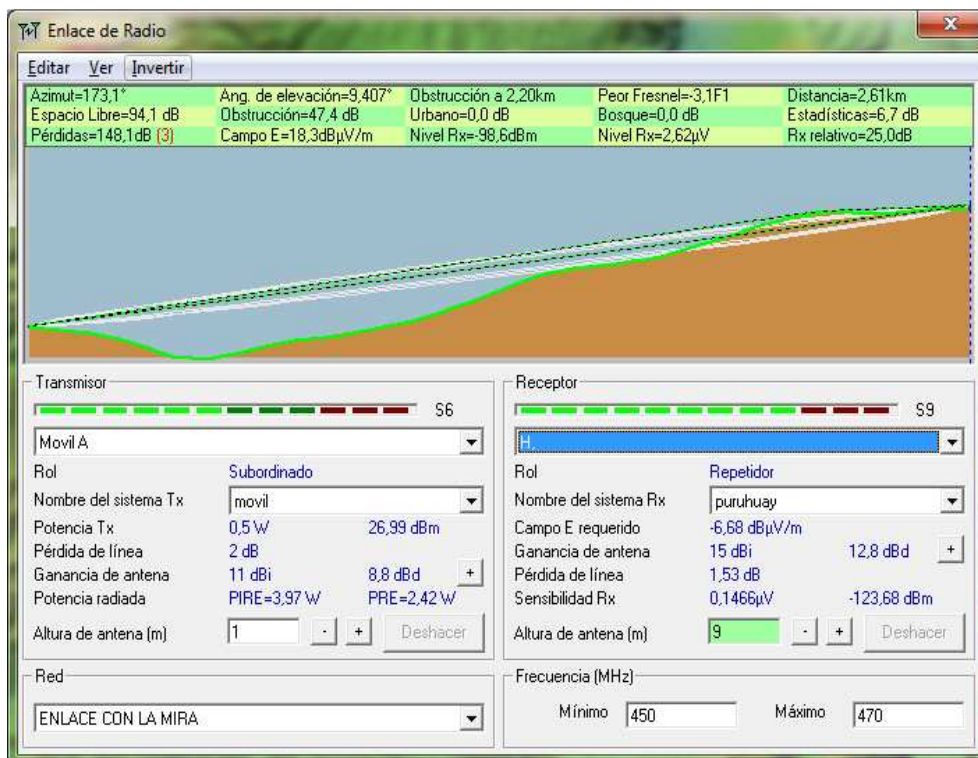 Enlace de Radio
Editar Ver Invertir
Azimut=173,1° Ang. de elevación=9,407° Obstrucción a 2,20km Peor Fresnel=-3,1F1 Distancia=2,61km
Espacio Libre=94,1 dB Obstrucción=47,4 dB Urbano=0,0 dB Bosque=0,0 dB Estadísticas=6,7 dB
Pérdidas=148,1dB (3) Campo E=18,3dBµV/m Nivel Rx=-98,6dBm Nivel Rx=2,62µV Rx relativo=25,0dB
Transmisor
S6
Movil A
Rol Subordinado
Nombre del sistema Tx movil
Potencia Tx 0,5 W 26,99 dBm
Pérdida de línea 2 dB
Ganancia de antena 11 dBi 8,8 dBd +
Potencia radiada PIRE=3,97 W PRE=2,42 W
Altura de antena (m) 1 - + Deshacer
Red
ENLACE CON LA MIRA
Receptor
S9
H.
Rol Repetidor
Nombre del sistema Rx puruhuay
Campo E requerido -6,68 dBµV/m
Ganancia de antena 15 dBi 12,8 dBd +
Pérdida de línea 1,53 dB
Sensibilidad Rx 0,1466µV -123,68 dBm
Altura de antena (m) 9 - + Deshacer
Frecuencia (MHz)
Mínimo 450 Máximo 470